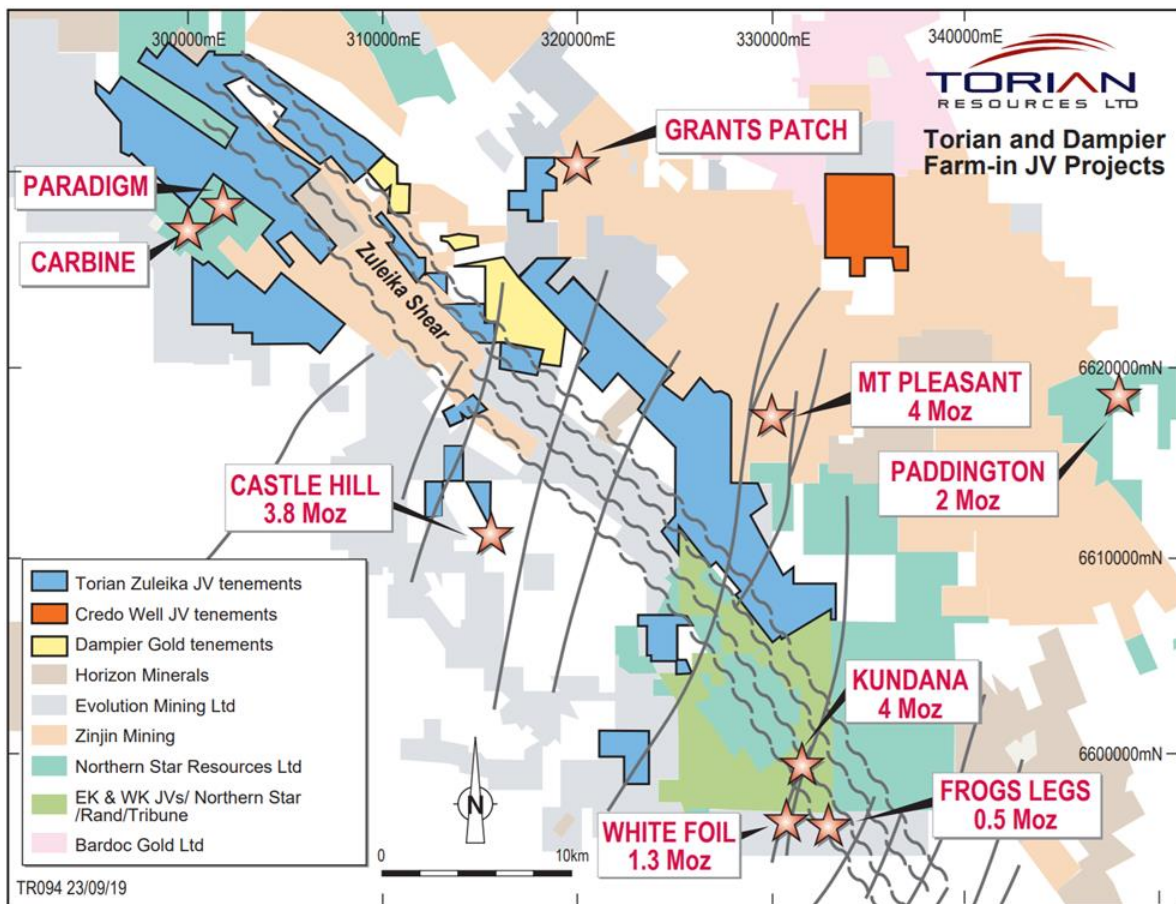 300000mE
310000mE
320000mE
330000mE
340000mE
TORIAN
RESOURCES LTD
Torian and Dampier
Farm-in JV Projects
GRANTS PATCH
PARADIGM
CARBINE
Zuleika Shear
6620000mN
MT PLEASANT
4 Moz
PADDINGTON
2 Moz
CASTLE HILL
3.8 Moz
6610000mN
Torian Zuleika JV tenements
Credo Well JV tenements
Dampier Gold tenements
Horizon Minerals
Evolution Mining Ltd
Zinjin Mining
Northern Star Resources Ltd
EK & WK JVs/ Northern Star
/Rand/Tribune
Bardoc Gold Ltd
KUNDANA
4 Moz
6600000mN
FROGS LEGS
0.5 Moz
WHITE FOIL
1.3 Moz
N
0
10km
TR094 23/09/19